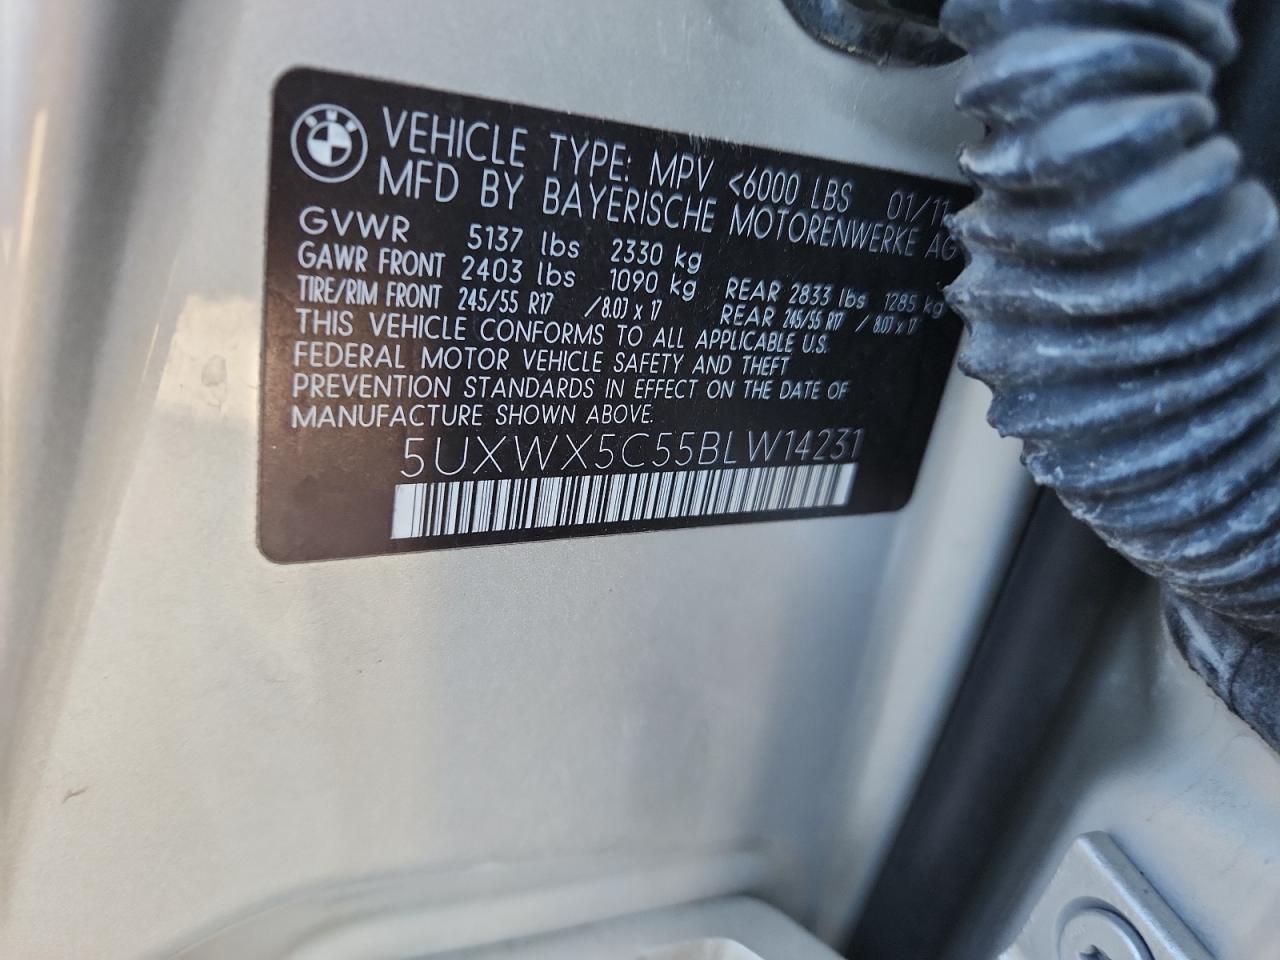 BMW
VEHICLE TYPE: MPV <6000 LBS 01/11
MFD BY BAYERISCHE MOTORENWERKE AG
GVWR 5137 lbs 2330 kg
GAWR FRONT 2403 lbs 1090 kg REAR 2833 lbs 1285 kg
TIRE/RIM FRONT 245/55 R17 /8.0J x 17 REAR 245/55 R17 / 8.0J x 17
THIS VEHICLE CONFORMS TO ALL APPLICABLE U.S.
FEDERAL MOTOR VEHICLE SAFETY AND THEFT
PREVENTION STANDARDS IN EFFECT ON THE DATE OF
MANUFACTURE SHOWN ABOVE.
5UXWX5C55BLW14231